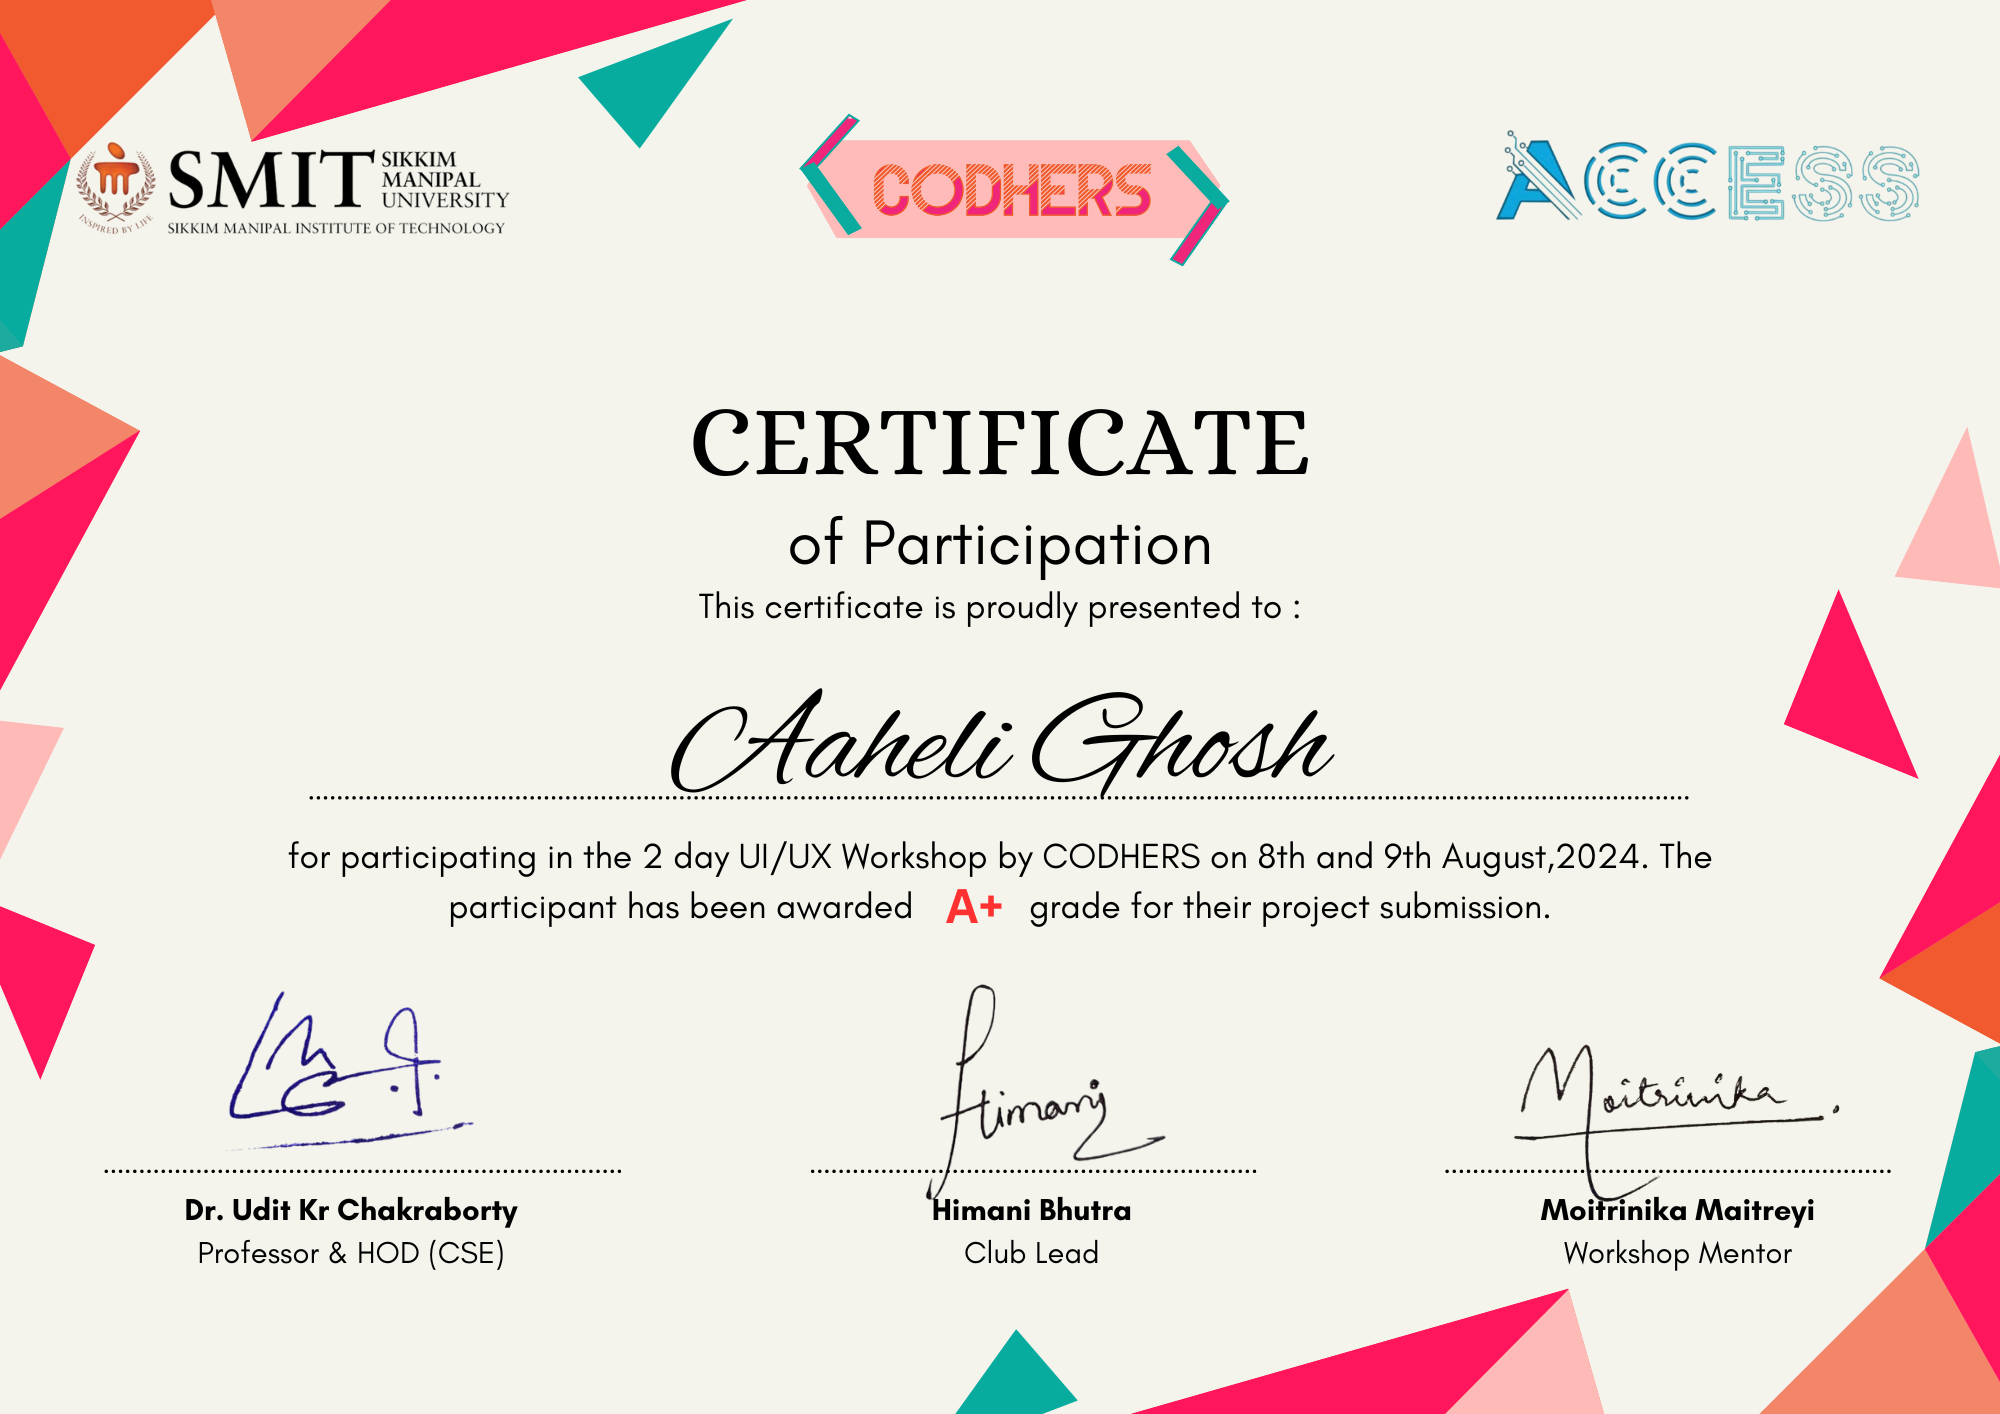 SMIT SIKKIM MANIPAL UNIVERSITY
SIKKIM MANIPAL INSTITUTE OF TECHNOLOGY
INSPIRED BY LIFE
CODHERS
ACCESS
CERTIFICATE
of Participation
This certificate is proudly presented to :
Aaheli Ghosh
for participating in the 2 day UI/UX Workshop by CODHERS on 8th and 9th August,2024. The
participant has been awarded A+ grade for their project submission.
Himani
Moitrinika
Dr. Udit Kr Chakraborty
Professor & HOD (CSE)
Himani Bhutra
Club Lead
Moitrinika Maitreyi
Workshop Mentor